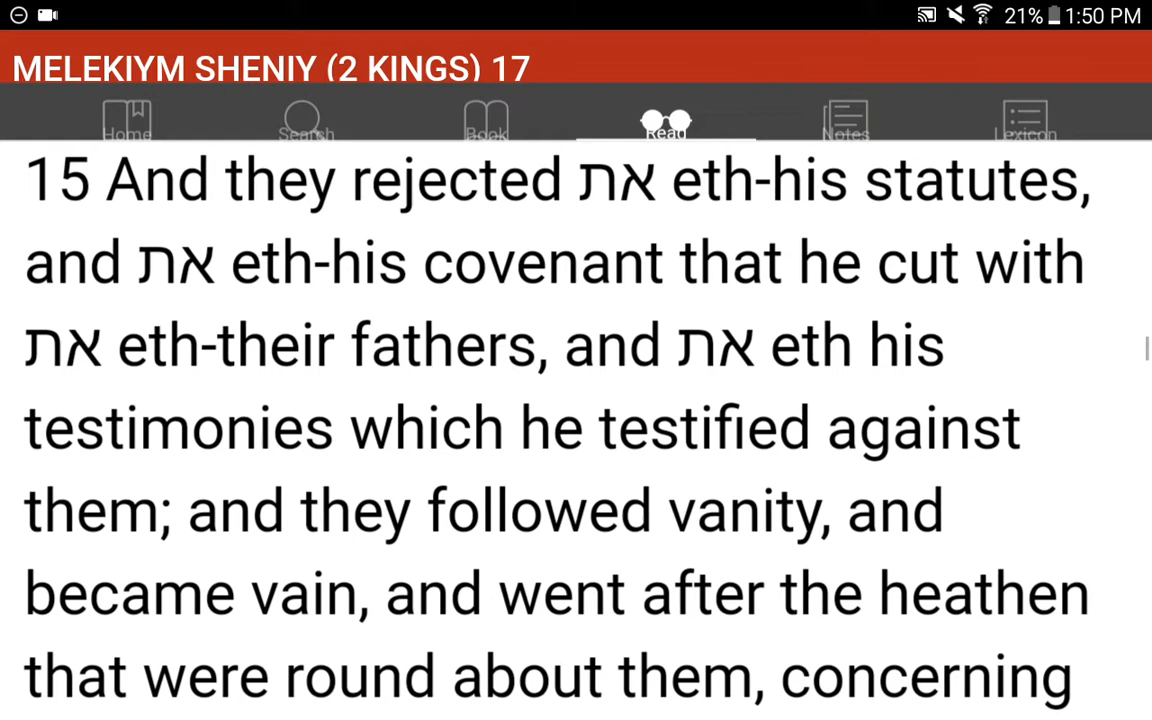 21% 1:50 PM
MELEKIYM SHENIY (2 KINGS) 17
Home Search Book Read Notes Lexicon
15 And they rejected את eth-his statutes,
and את eth-his covenant that he cut with
את eth-their fathers, and את eth his
testimonies which he testified against
them; and they followed vanity, and
became vain, and went after the heathen
that were round about them, concerning